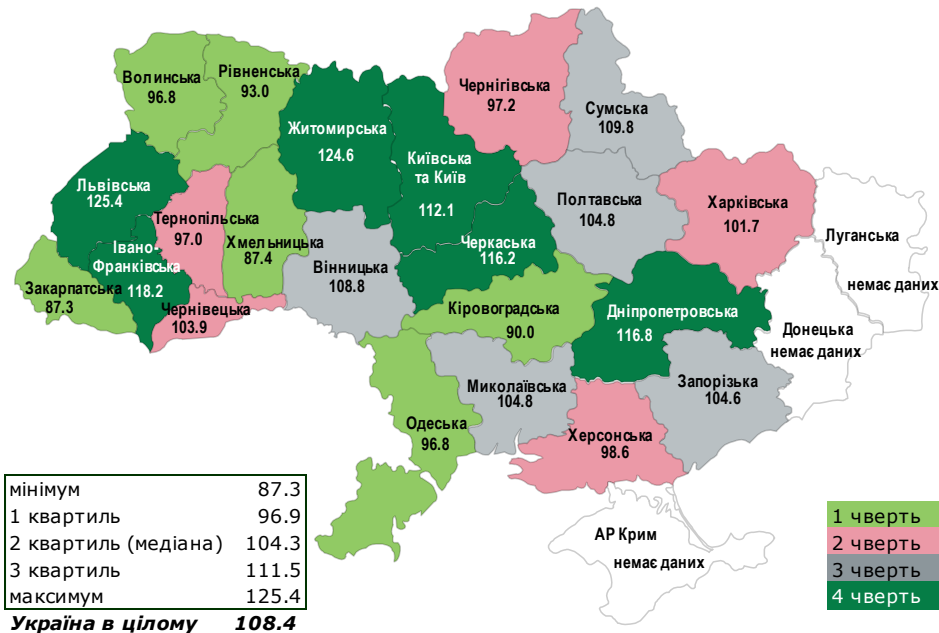 Волинська
96.8
Рівненська
93.0
Житомирська
124.6
Київська
та Київ
112.1
Чернігівська
97.2
Сумська
109.8
Львівська
125.4
Тернопільська
97.0
Хмельницька
87.4
Вінницька
108.8
Черкаська
116.2
Полтавська
104.8
Харківська
101.7
Луганська
немає даних
Івано-
Франківська
118.2
Закарпатська
87.3
Чернівецька
103.9
Кіровоградська
90.0
Дніпропетровська
116.8
Донецька
немає даних
Одеська
96.8
Миколаївська
104.8
Херсонська
98.6
Запорізька
104.6
АР Крим
немає даних
мінімум 87.3
1 квартиль 96.9
2 квартиль (медіана) 104.3
3 квартиль 111.5
максимум 125.4
Україна в цілому 108.4
1 чверть
2 чверть
3 чверть
4 чверть